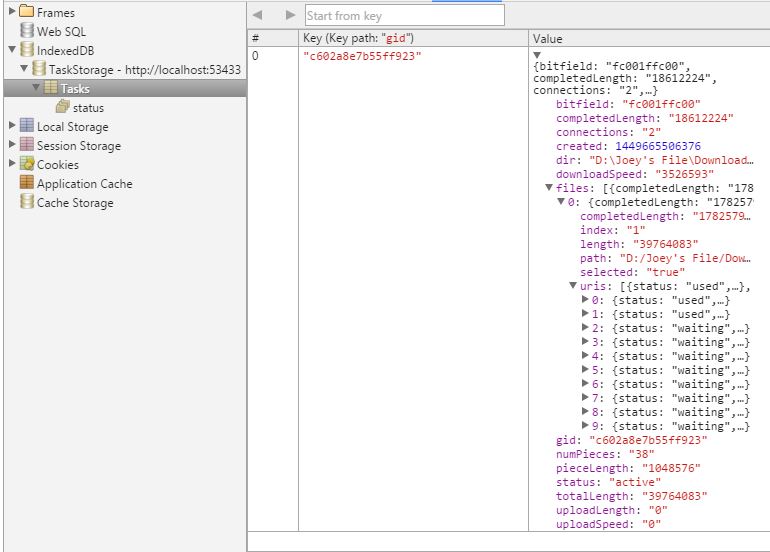 Frames
Web SQL
IndexedDB
TaskStorage - http://localhost:53433
Tasks
status
Local Storage
Session Storage
Cookies
Application Cache
Cache Storage
Start from key
# Key (Key path: "gid") Value
0 "c602a8e7b55ff923"
{bitfield: "fc001ffc00",
completedLength: "18612224",
connections: "2",…}
bitfield: "fc001ffc00"
completedLength: "18612224"
connections: "2"
created: 1449665506376
dir: "D:\Joey's File\Download…
downloadSpeed: "3526593"
files: [{completedLength: "178…
0: {completedLength: "178257…
completedLength: "1782579…
index: "1"
length: "39764083"
path: "D:/Joey's File/Dow…
selected: "true"
uris: [{status: "used",…},
0: {status: "used",…}
1: {status: "used",…}
2: {status: "waiting",…}
3: {status: "waiting",…}
4: {status: "waiting",…}
5: {status: "waiting",…}
6: {status: "waiting",…}
7: {status: "waiting",…}
8: {status: "waiting",…}
9: {status: "waiting",…}
gid: "c602a8e7b55ff923"
numPieces: "38"
pieceLength: "1048576"
status: "active"
totalLength: "39764083"
uploadLength: "0"
uploadSpeed: "0"